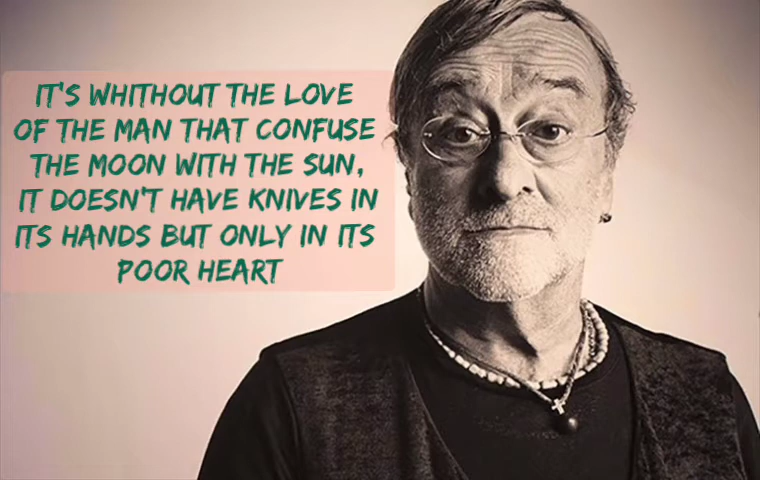 IT'S WHITHOUT THE LOVE
OF THE MAN THAT CONFUSE
THE MOON WITH THE SUN,
IT DOESN'T HAVE KNIVES IN
ITS HANDS BUT ONLY IN ITS
POOR HEART